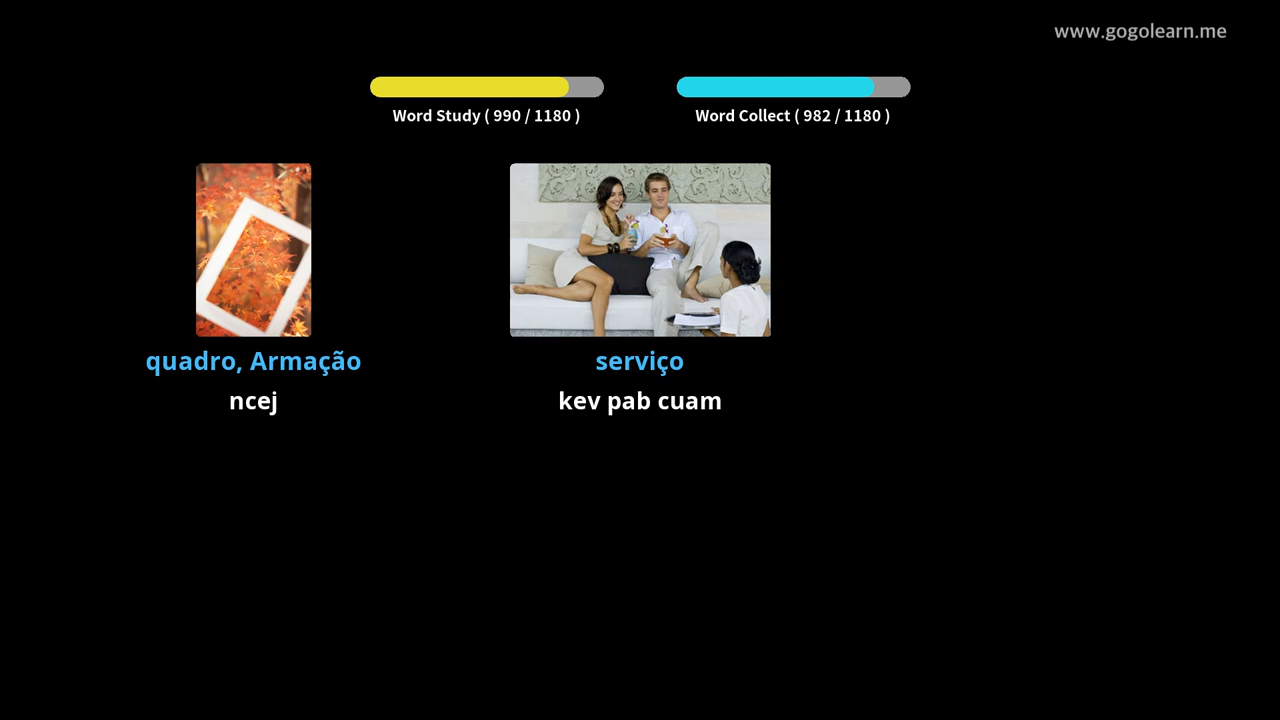 www.gogolearn.me
Word Study ( 990 / 1180 )
Word Collect ( 982 / 1180 )
quadro, Armação
ncej
serviço
kev pab cuam